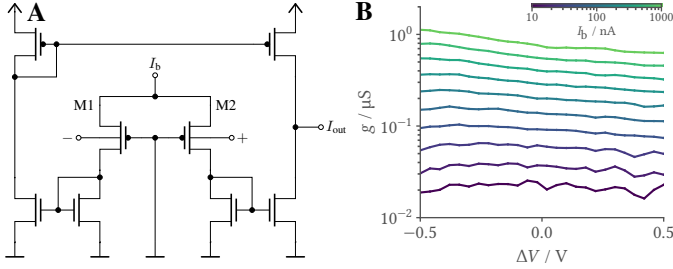 A
I_b
M1
M2
−
+
I_out
B
10
100
1000
I_b / nA
g / μS
10^0
10^−1
10^−2
−0.5
0.0
0.5
ΔV / V